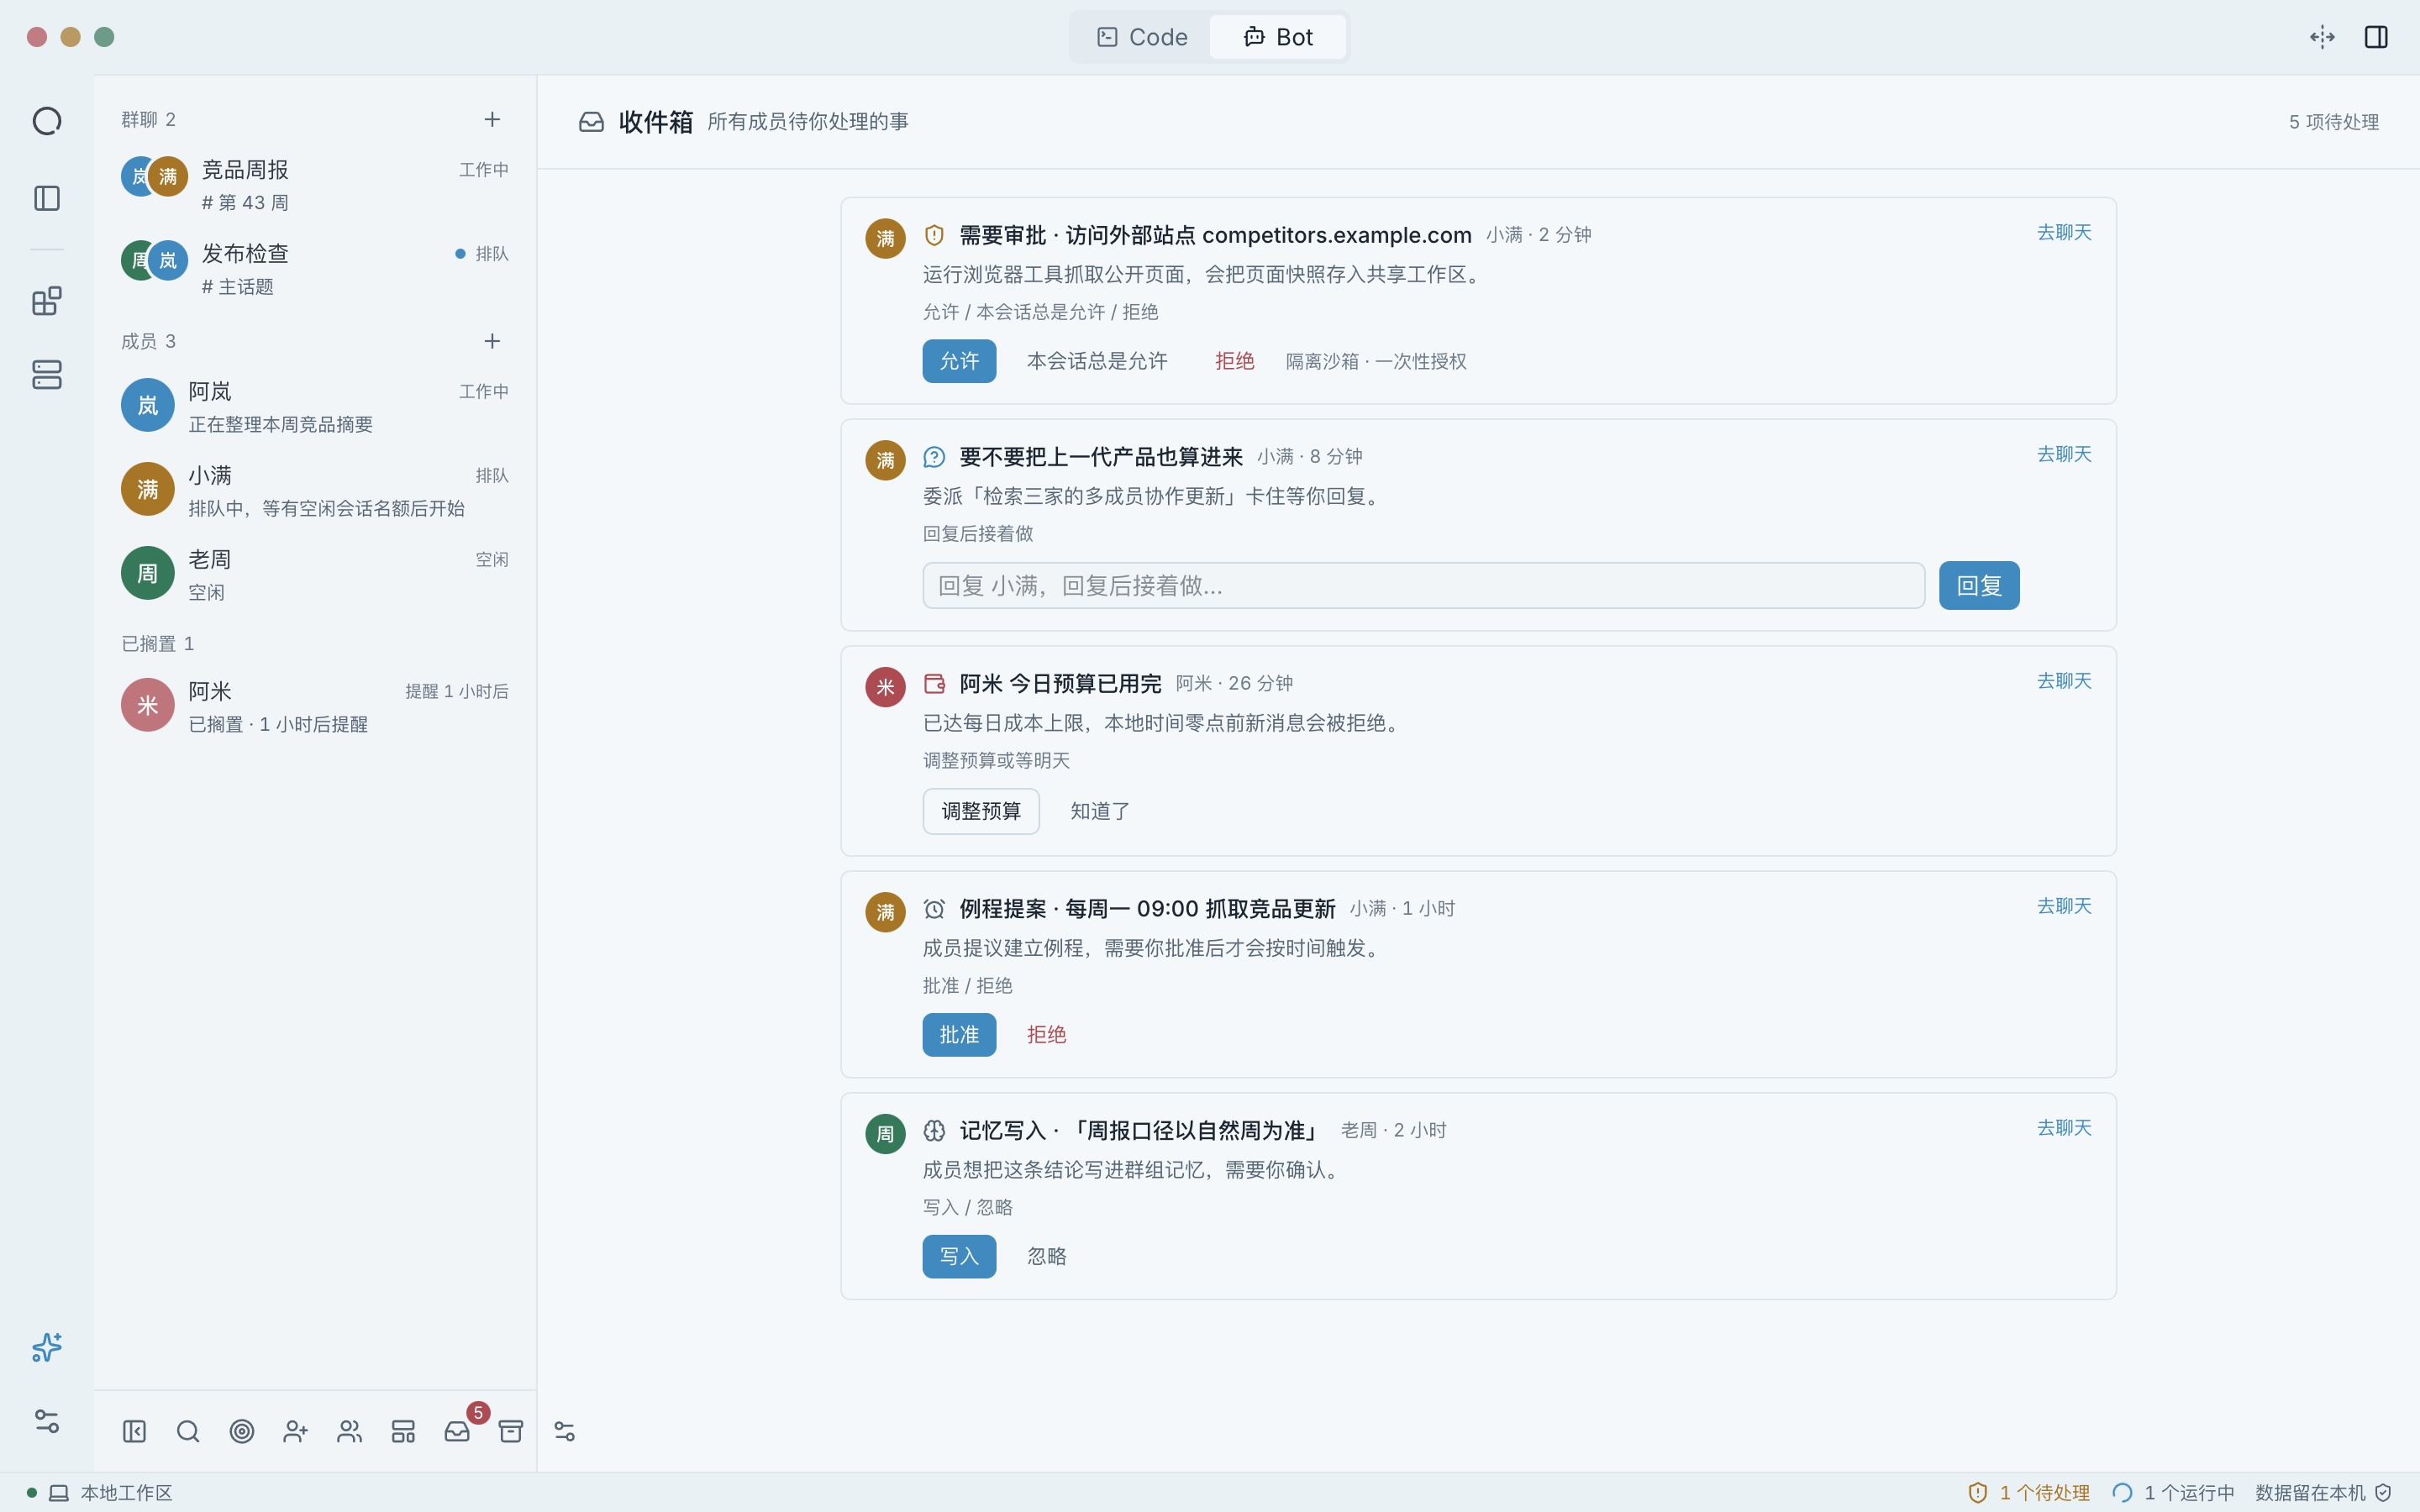 Code
Bot
群聊 2
岚 满 竞品周报 工作中
# 第 43 周
周 岚 发布检查 排队
# 主话题
成员 3
岚 阿岚 工作中
正在整理本周竞品摘要
满 小满 排队
排队中，等有空闲会话名额后开始
周 老周 空闲
空闲
已搁置 1
米 阿米 提醒 1 小时后
已搁置 · 1 小时后提醒
5
收件箱 所有成员待你处理的事 5 项待处理
满 需要审批 · 访问外部站点 competitors.example.com 小满 · 2 分钟 去聊天
运行浏览器工具抓取公开页面，会把页面快照存入共享工作区。
允许 / 本会话总是允许 / 拒绝
允许 本会话总是允许 拒绝 隔离沙箱 · 一次性授权
满 要不要把上一代产品也算进来 小满 · 8 分钟 去聊天
委派「检索三家的多成员协作更新」卡住等你回复。
回复后接着做
回复 小满，回复后接着做... 回复
米 阿米 今日预算已用完 阿米 · 26 分钟 去聊天
已达每日成本上限，本地时间零点前新消息会被拒绝。
调整预算或等明天
调整预算 知道了
满 例程提案 · 每周一 09:00 抓取竞品更新 小满 · 1 小时 去聊天
成员提议建立例程，需要你批准后才会按时间触发。
批准 / 拒绝
批准 拒绝
周 记忆写入 · 「周报口径以自然周为准」 老周 · 2 小时 去聊天
成员想把这条结论写进群组记忆，需要你确认。
写入 / 忽略
写入 忽略
本地工作区 1 个待处理 1 个运行中 数据留在本机